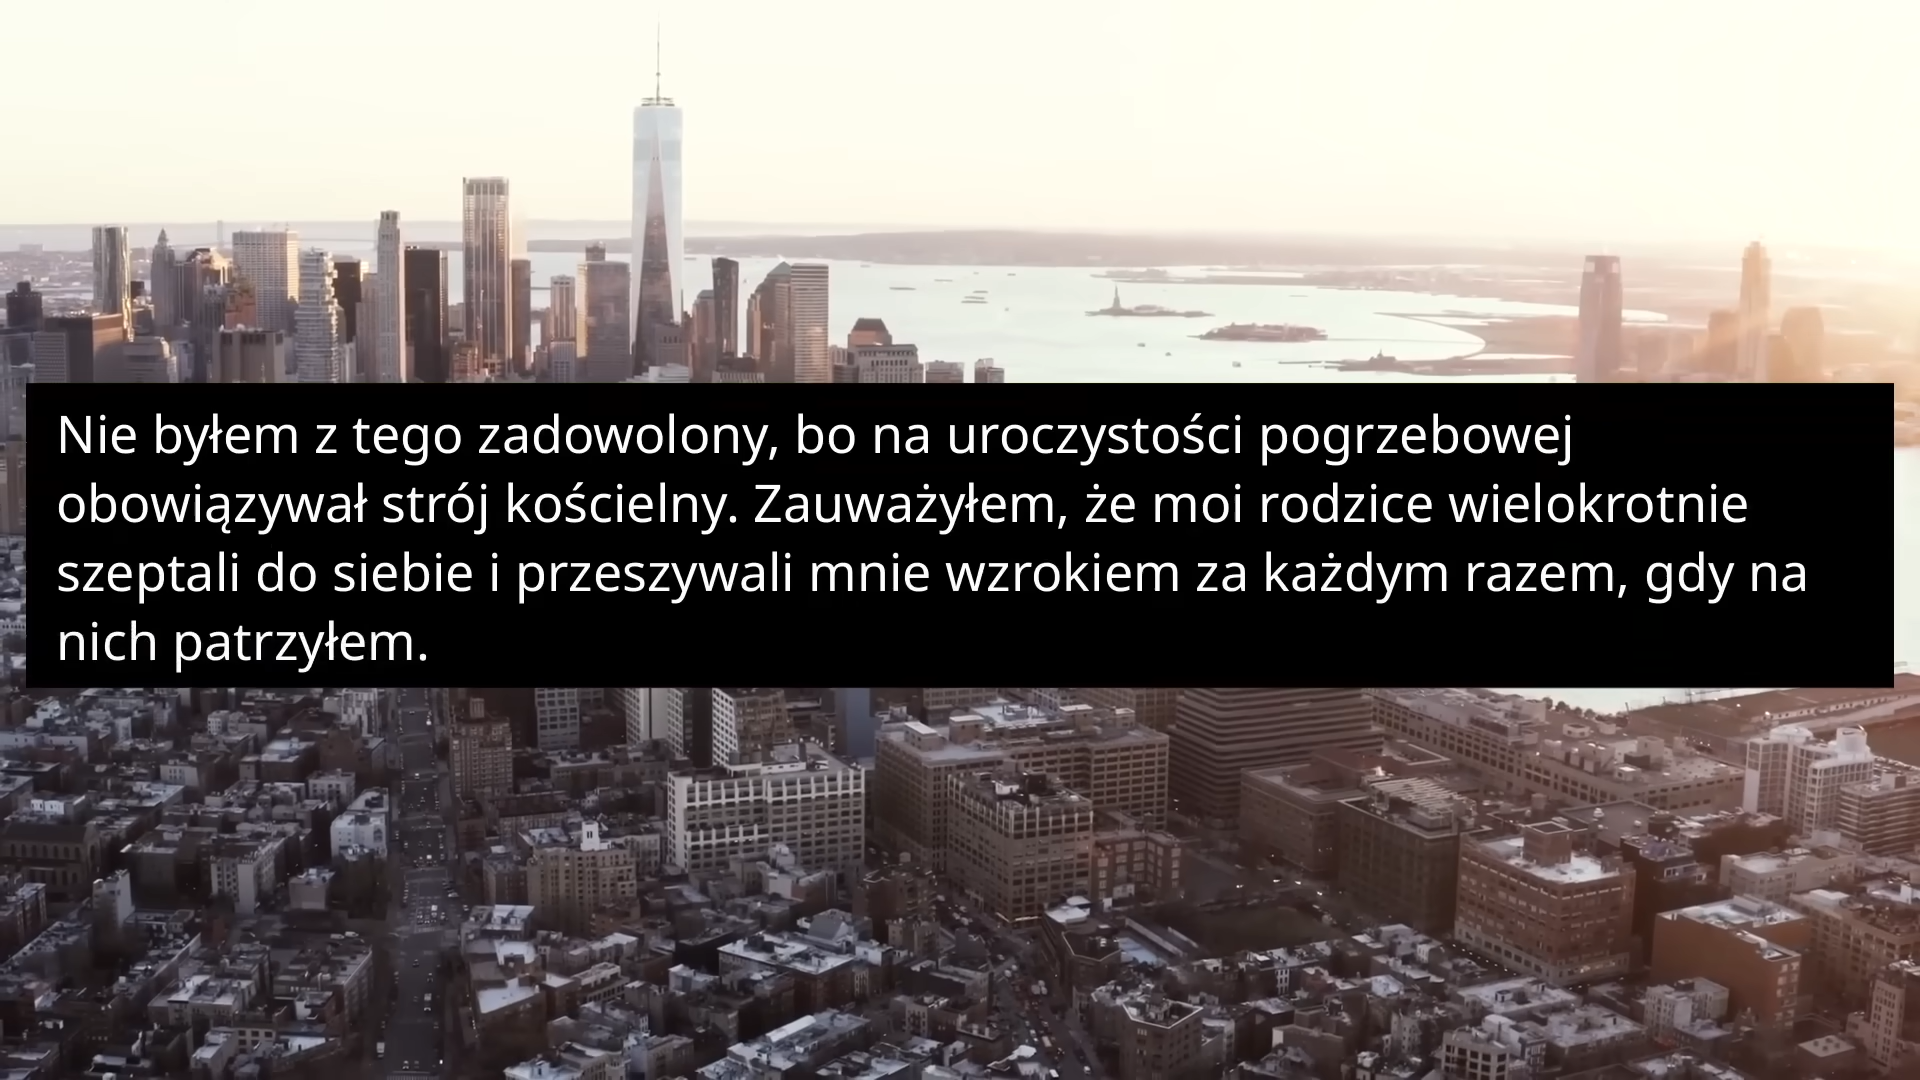 Nie byłem z tego zadowolony, bo na uroczystości pogrzebowej
obowiązywał strój kościelny. Zauważyłem, że moi rodzice wielokrotnie
szeptali do siebie i przeszywali mnie wzrokiem za każdym razem, gdy na
nich patrzyłem.